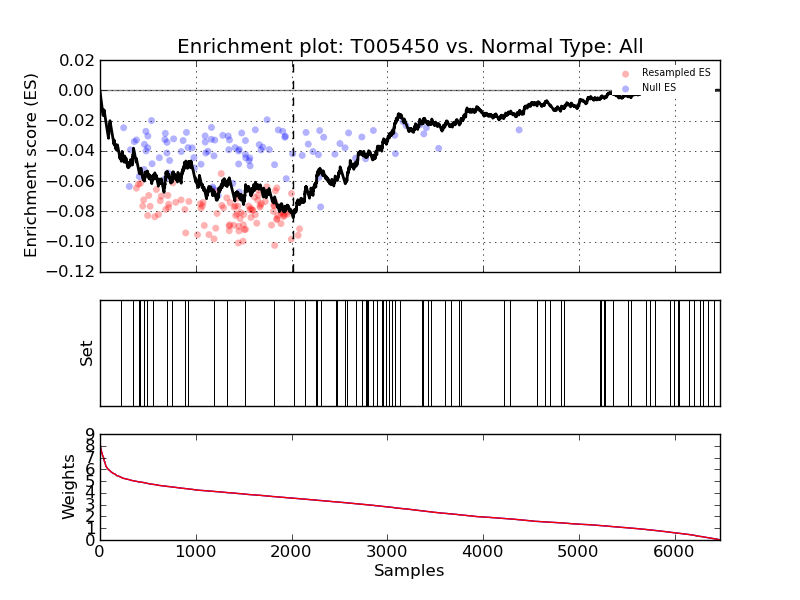 Enrichment plot: T005450 vs. Normal Type: All
Enrichment score (ES)
0.02
0.00
−0.02
−0.04
−0.06
−0.08
−0.10
−0.12
Resampled ES
Null ES
Set
Weights
9
8
7
6
5
4
3
2
1
0
0 1000 2000 3000 4000 5000 6000
Samples